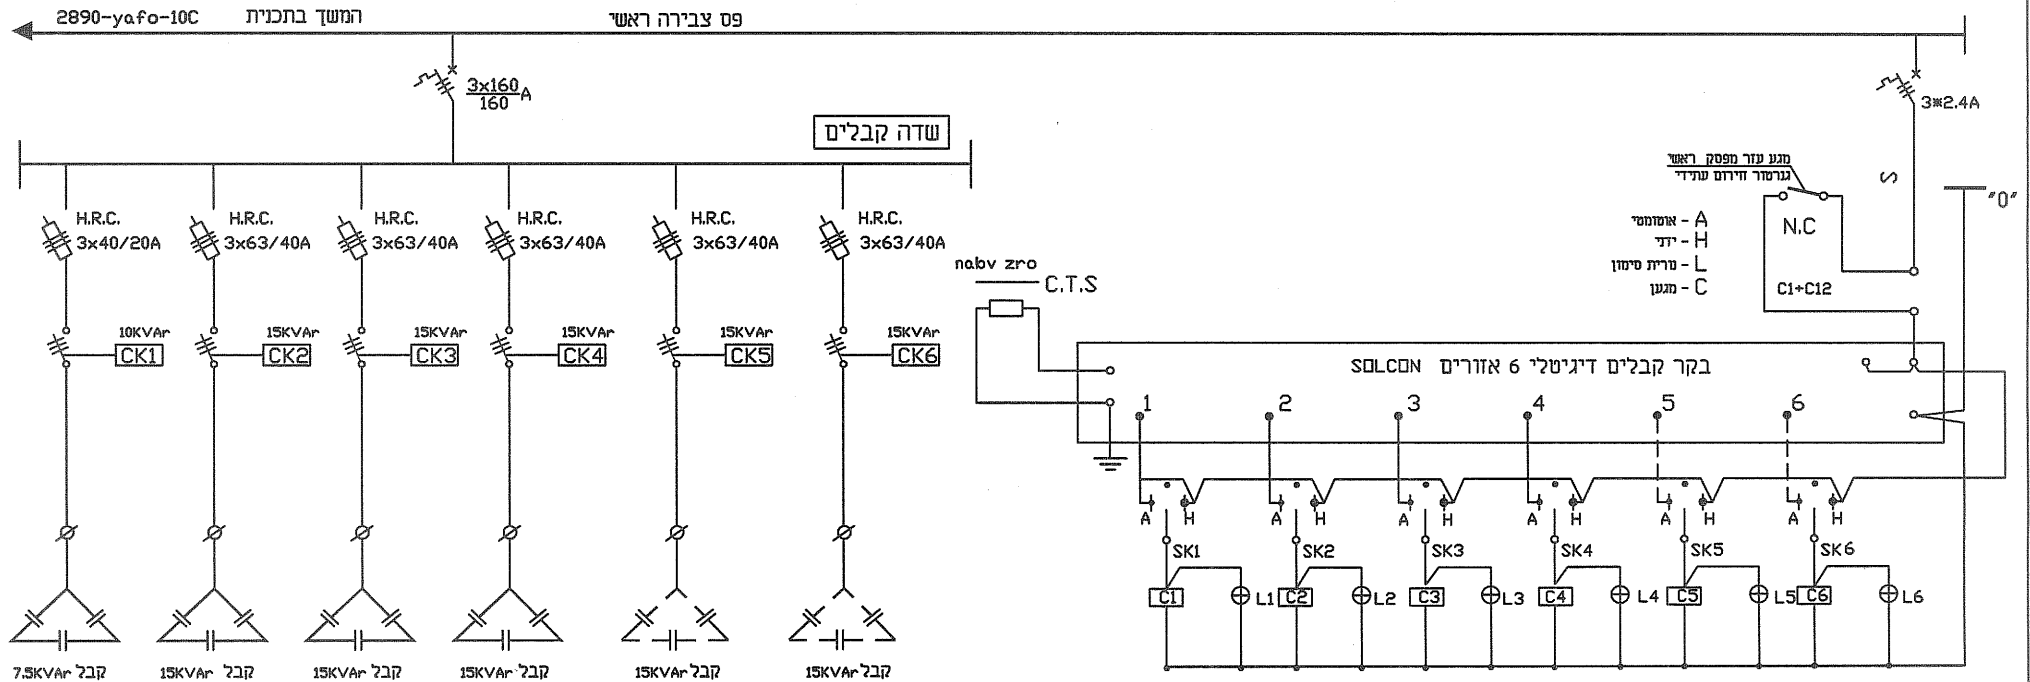 2890-yafo-10C המשך בתכנית
פס צבירה ראשי
3x160
160 A
3*2.4A
שדה קבלים
מגע עזר מפסק ראשי
גנרטור חירום עתידי
S
"0"
N.C
C1÷C12
A - אוטומטי
H - ידני
L - נורית סימון
C - מגען
H.R.C.
3x40/20A
H.R.C.
3x63/40A
H.R.C.
3x63/40A
H.R.C.
3x63/40A
H.R.C.
3x63/40A
H.R.C.
3x63/40A
nabv zro
C.T.S
10KVAr
CK1
15KVAr
CK2
15KVAr
CK3
15KVAr
CK4
15KVAr
CK5
15KVAr
CK6
בקר קבלים דיגיטלי 6 אזורים SOLCON
1 2 3 4 5 6
A H A H A H A H A H A H
SK1 SK2 SK3 SK4 SK5 SK6
C1 L1 C2 L2 C3 L3 C4 L4 C5 L5 C6 L6
קבל 7.5KVAr
קבל 15KVAr
קבל 15KVAr
קבל 15KVAr
קבל 15KVAr
קבל 15KVAr